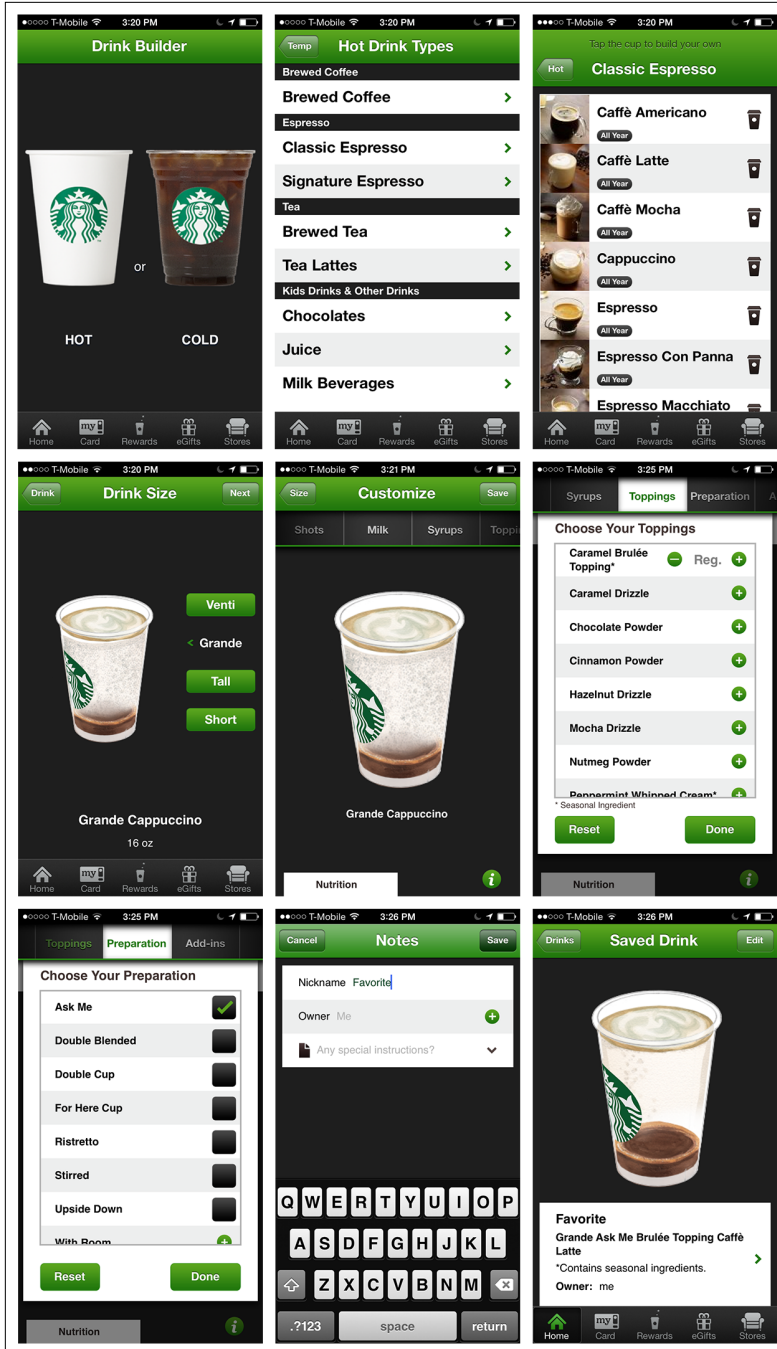 T-Mobile 3:20 PM
Drink Builder
or
HOT COLD
Home my Card Rewards eGifts Stores
T-Mobile 3:20 PM
Temp Hot Drink Types
Brewed Coffee
Brewed Coffee
Espresso
Classic Espresso
Signature Espresso
Tea
Brewed Tea
Tea Lattes
Kids Drinks & Other Drinks
Chocolates
Juice
Milk Beverages
Home my Card Rewards eGifts Stores
T-Mobile 3:20 PM
Tap the cup to build your own
Hot Classic Espresso
Caffè Americano
All Year
Caffè Latte
All Year
Caffè Mocha
All Year
Cappuccino
All Year
Espresso
All Year
Espresso Con Panna
All Year
Espresso Macchiato
Home my Card Rewards eGifts Stores
T-Mobile 3:20 PM
Drink Drink Size Next
Venti
< Grande
Tall
Short
Grande Cappuccino
16 oz
Home my Card Rewards eGifts Stores
T-Mobile 3:21 PM
Size Customize Save
Shots Milk Syrups Toppi
Grande Cappuccino
Nutrition i
T-Mobile 3:25 PM
Syrups Toppings Preparation A
Choose Your Toppings
Caramel Brulée
Topping* Reg.
Caramel Drizzle
Chocolate Powder
Cinnamon Powder
Hazelnut Drizzle
Mocha Drizzle
Nutmeg Powder
Peppermint Whipped Cream*
* Seasonal Ingredient
Reset Done
Nutrition i
T-Mobile 3:25 PM
Toppings Preparation Add-ins
Choose Your Preparation
Ask Me
Double Blended
Double Cup
For Here Cup
Ristretto
Stirred
Upside Down
With Room
Reset Done
Nutrition i
T-Mobile 3:26 PM
Cancel Notes Save
Nickname Favorite
Owner Me
Any special instructions?
Q W E R T Y U I O P
A S D F G H J K L
Z X C V B N M
.?123 space return
T-Mobile 3:26 PM
Drinks Saved Drink Edit
Favorite
Grande Ask Me Brulée Topping Caffè
Latte
*Contains seasonal ingredients.
Owner: me
Home my Card Rewards eGifts Stores